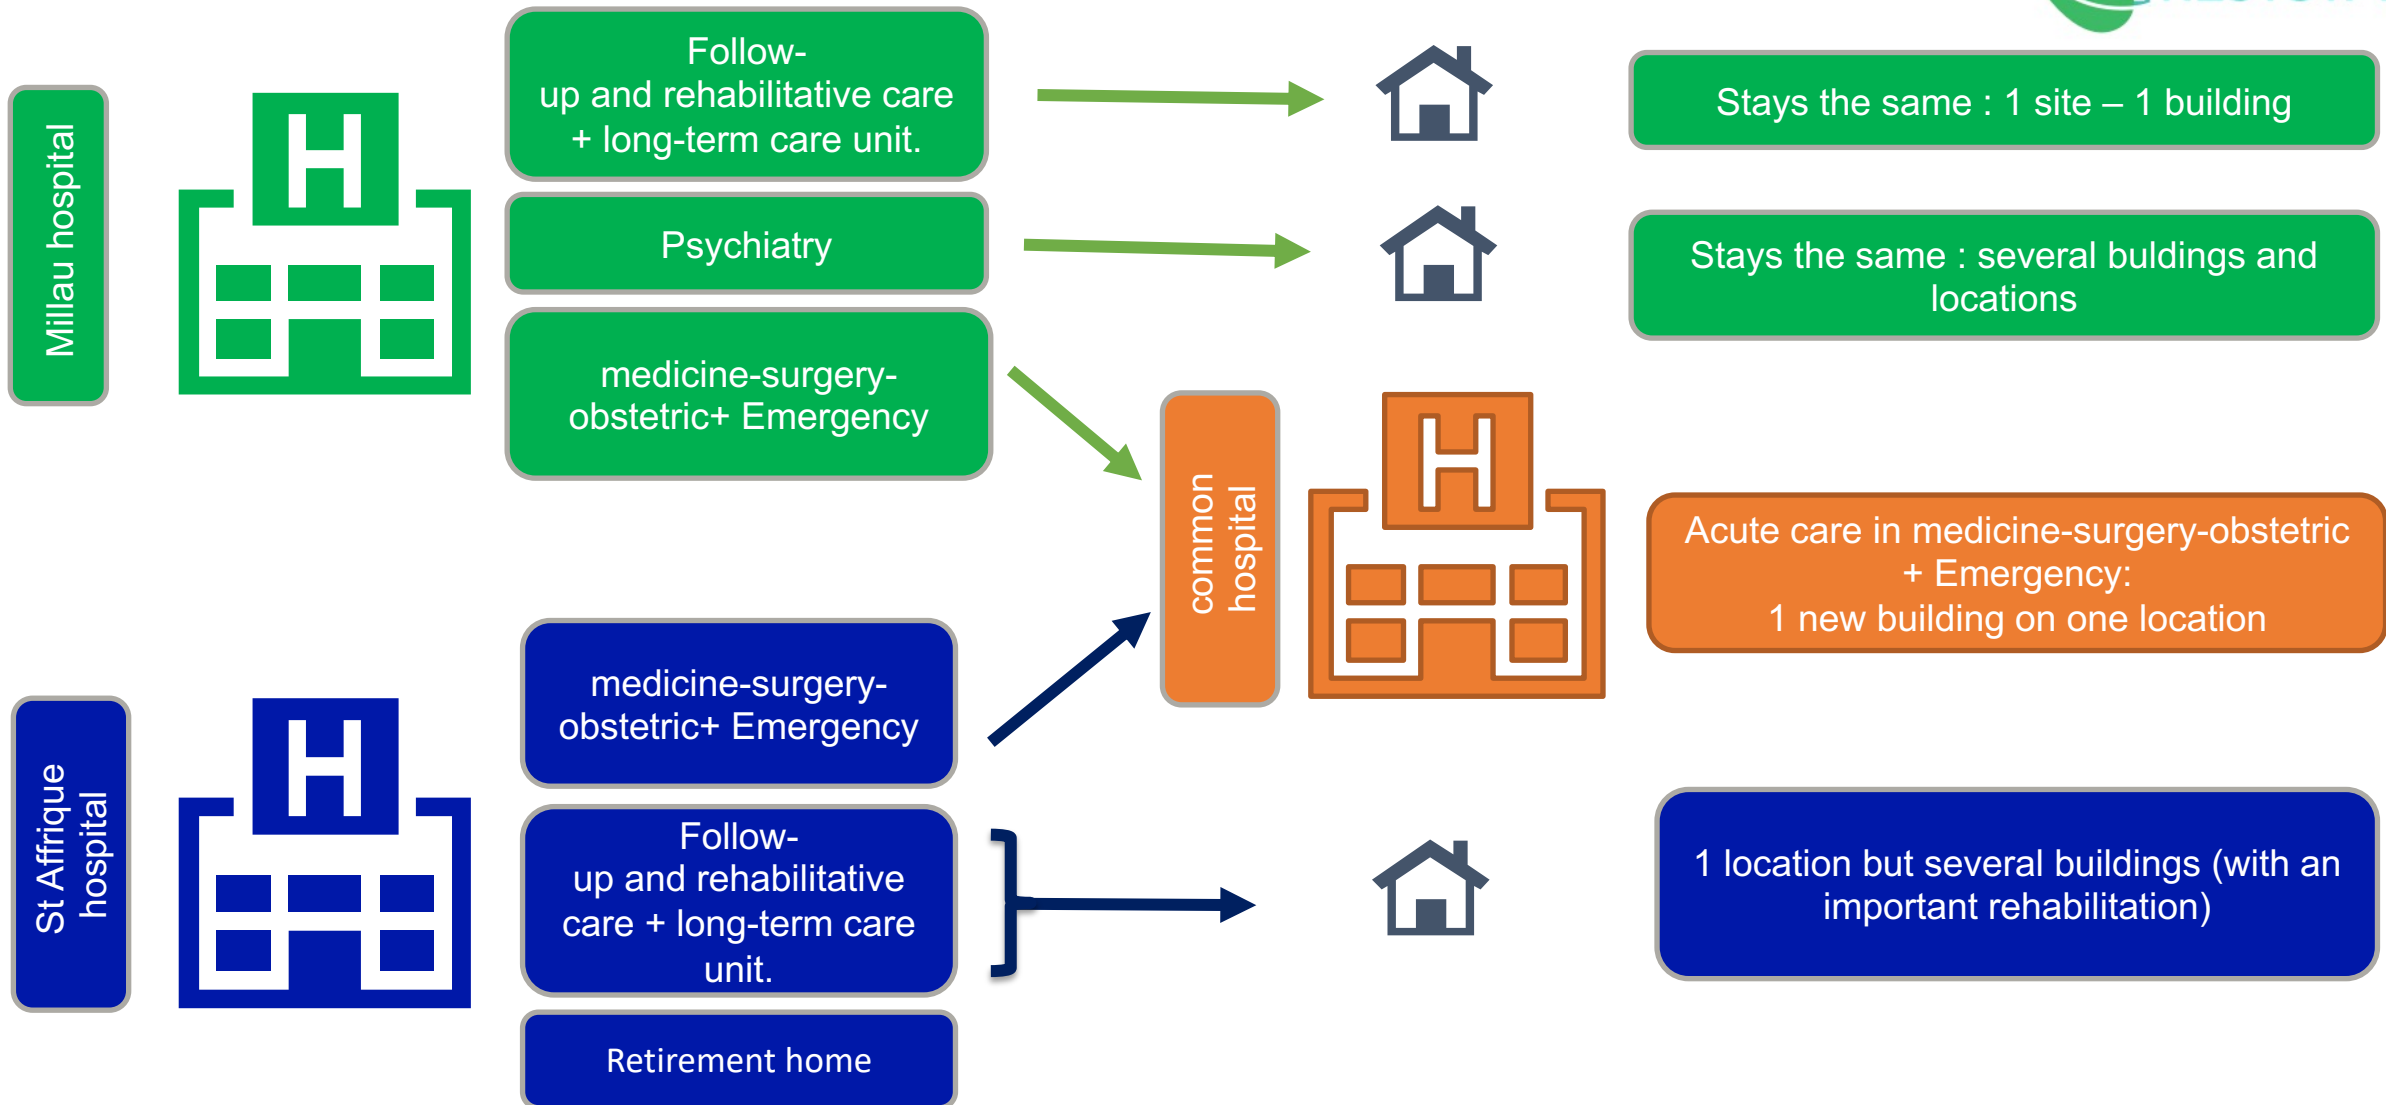 Millau hospital
H
Follow-
up and rehabilitative care
+ long-term care unit.
Stays the same : 1 site – 1 building
Psychiatry
Stays the same : several buldings and
locations
medicine-surgery-
obstetric+ Emergency
common
hospital
H
Acute care in medicine-surgery-obstetric
+ Emergency:
1 new building on one location
St Affrique
hospital
H
medicine-surgery-
obstetric+ Emergency
Follow-
up and rehabilitative
care + long-term care
unit.
1 location but several buildings (with an
important rehabilitation)
Retirement home